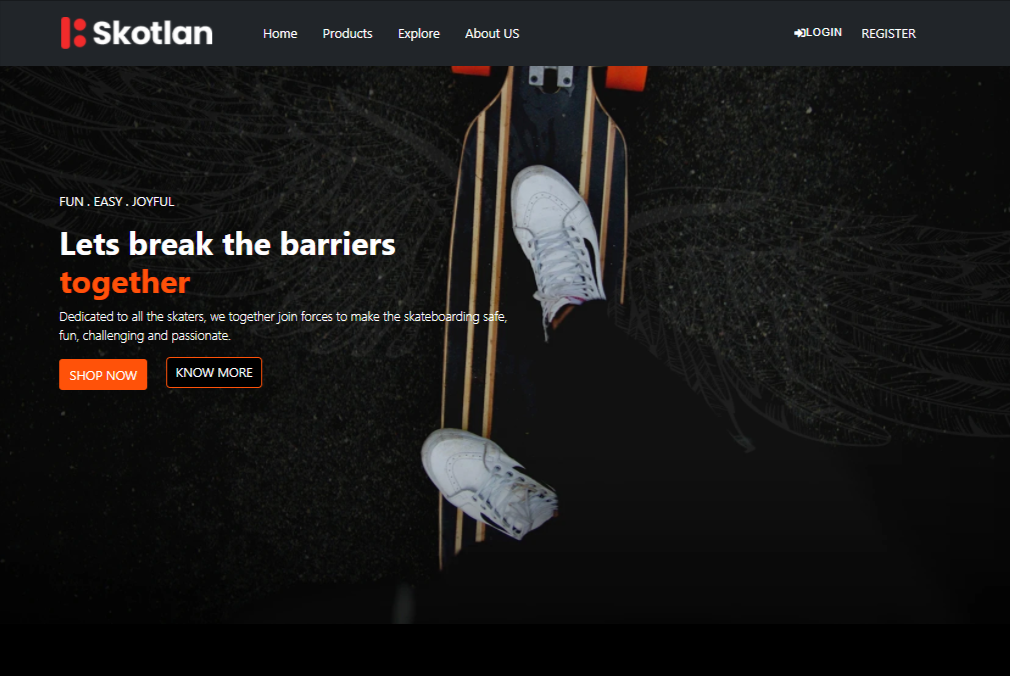 Skotlan
Home Products Explore About US
LOGIN REGISTER
FUN . EASY . JOYFUL
Lets break the barriers
together
Dedicated to all the skaters, we together join forces to make the skateboarding safe,
fun, challenging and passionate.
SHOP NOW KNOW MORE